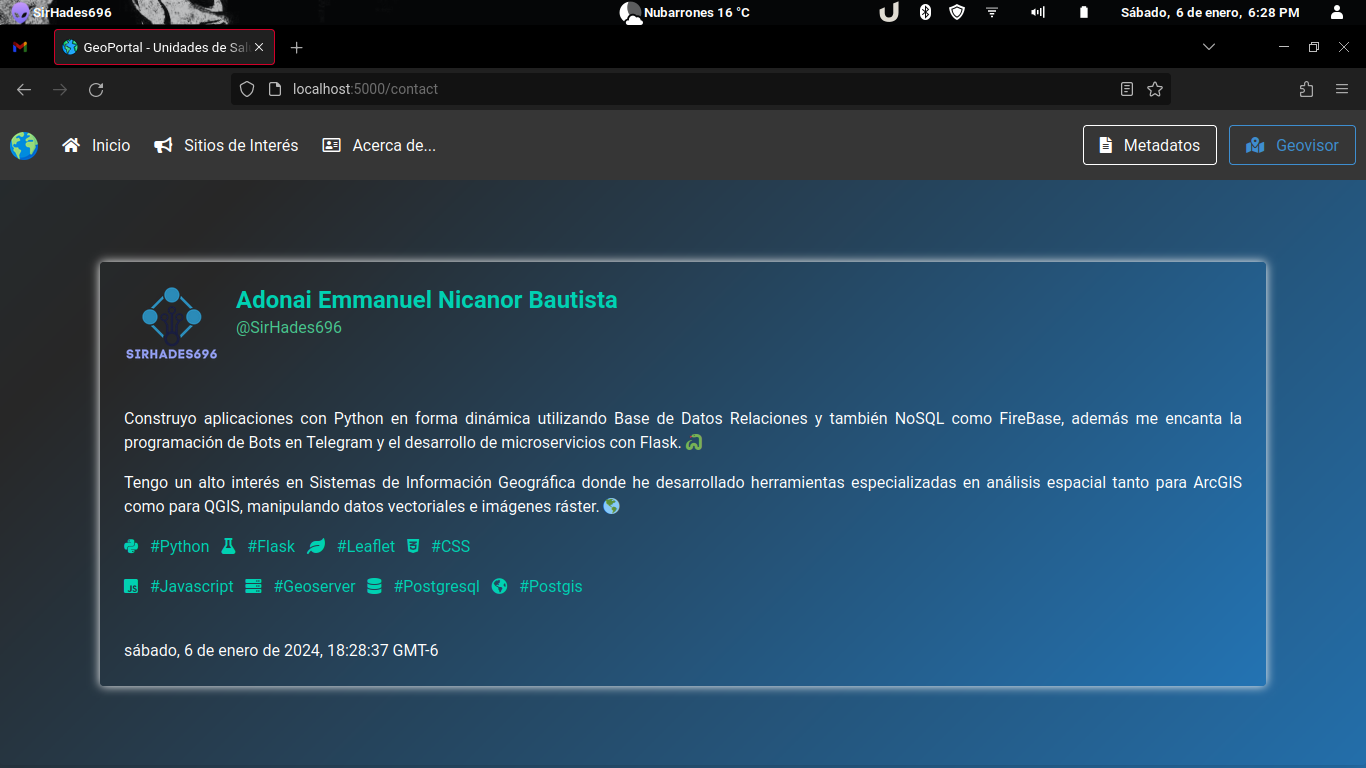 SirHades696
Nubarrones 16 °C
Sábado, 6 de enero, 6:28 PM
GeoPortal - Unidades de Sal
localhost:5000/contact
Inicio
Sitios de Interés
Acerca de...
Metadatos
Geovisor
SIRHADES696
Adonai Emmanuel Nicanor Bautista
@SirHades696
Construyo aplicaciones con Python en forma dinámica utilizando Base de Datos Relaciones y también NoSQL como FireBase, además me encanta la
programación de Bots en Telegram y el desarrollo de microservicios con Flask.
Tengo un alto interés en Sistemas de Información Geográfica donde he desarrollado herramientas especializadas en análisis espacial tanto para ArcGIS
como para QGIS, manipulando datos vectoriales e imágenes ráster.
#Python #Flask #Leaflet #CSS
#Javascript #Geoserver #Postgresql #Postgis
sábado, 6 de enero de 2024, 18:28:37 GMT-6